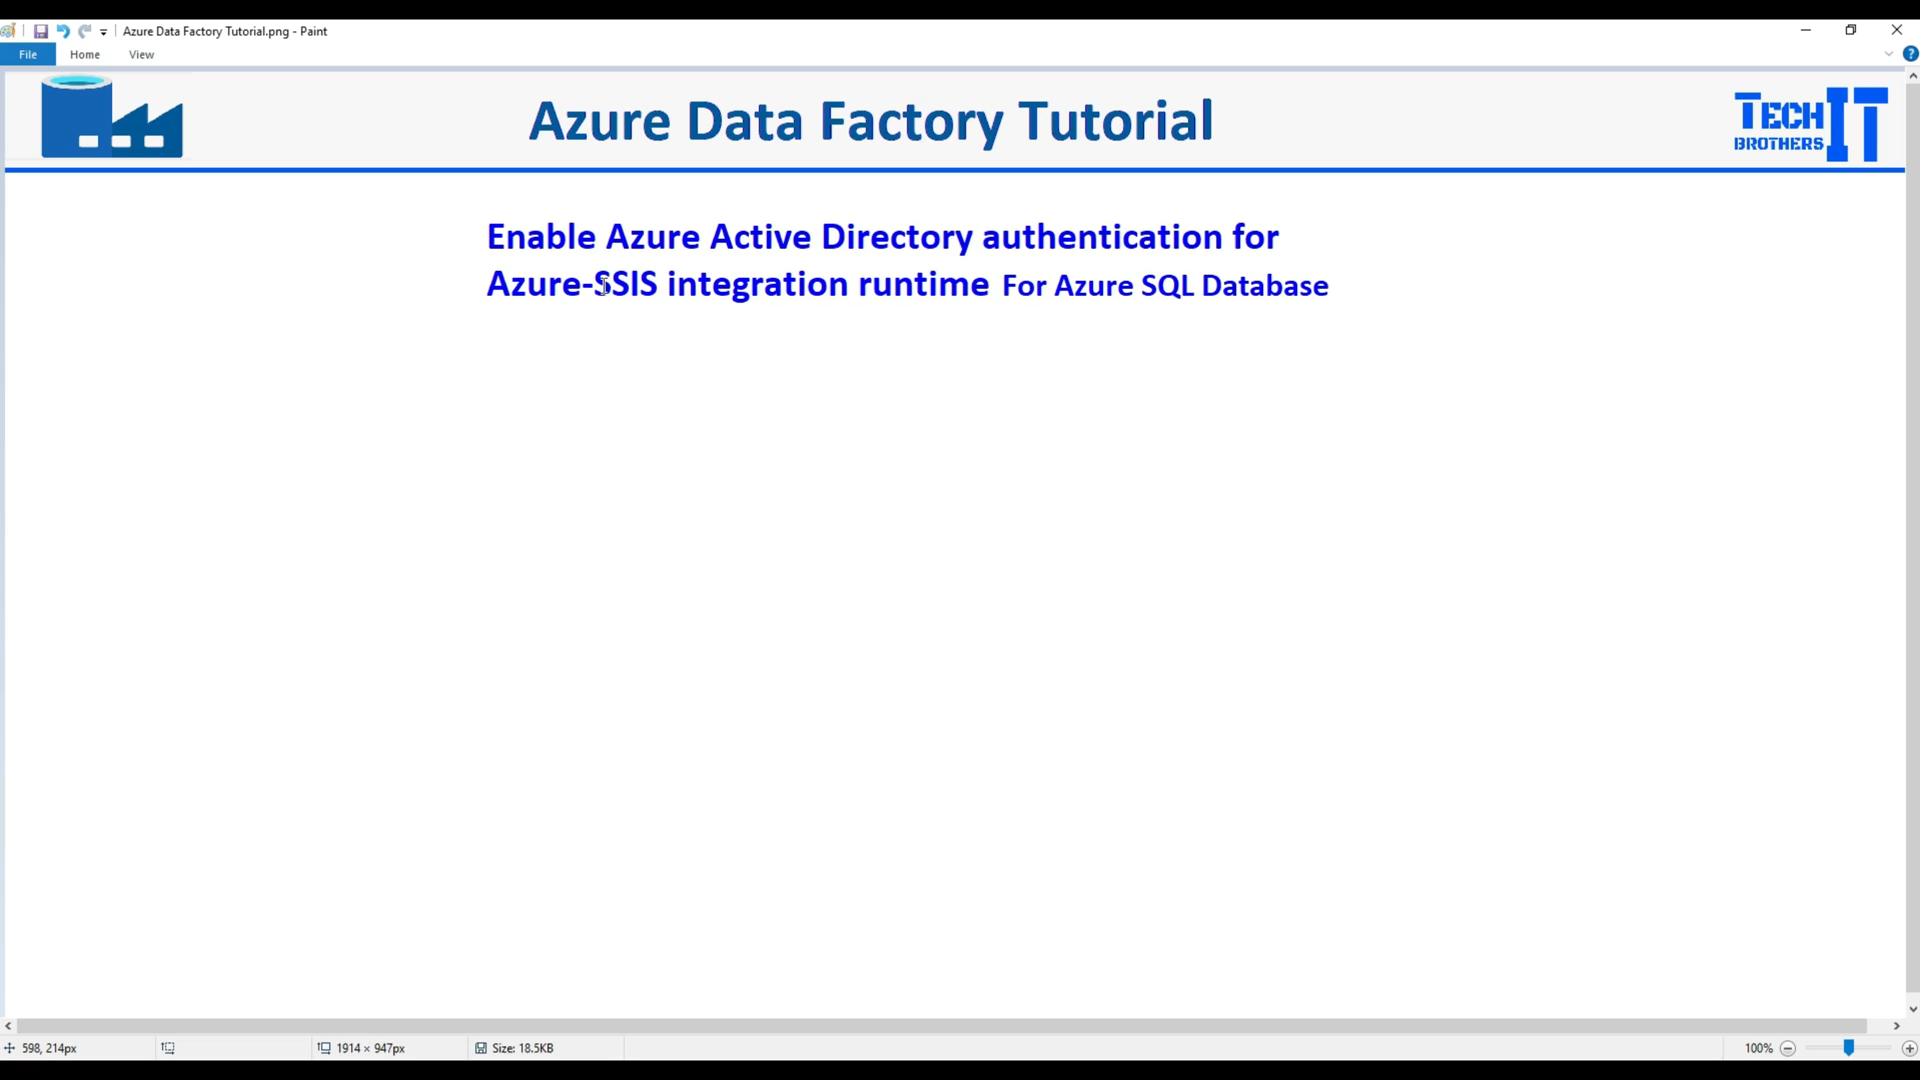 Azure Data Factory Tutorial.png - Paint
File Home View
Azure Data Factory Tutorial
TECH
BROTHERS
IT
Enable Azure Active Directory authentication for
Azure-SSIS integration runtime For Azure SQL Database
598, 214px 1914 × 947px Size: 18.5KB 100%